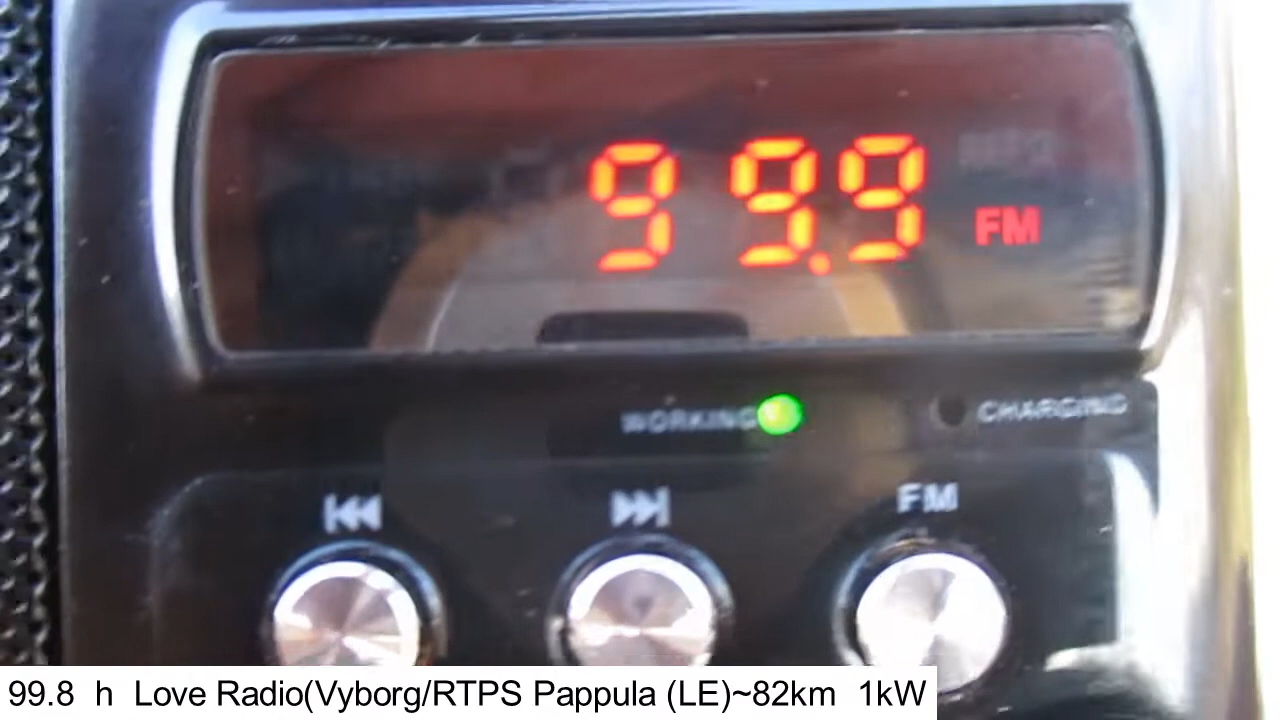 99.9
FM
WORKING
CHARGING
FM
99.8 h Love Radio(Vyborg/RTPS Pappula (LE)~82km 1kW